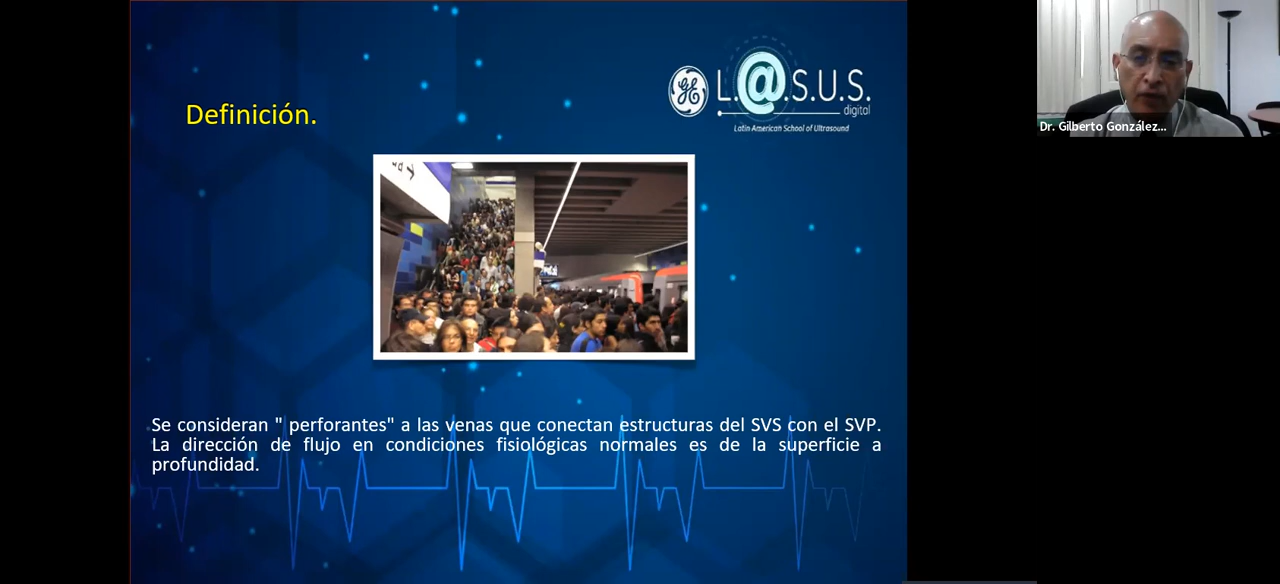 Definición.
GE
L.@.S.U.S.
digital
Latin American School of Ultrasound
Dr. Gilberto González...
Se consideran " perforantes" a las venas que conectan estructuras del SVS con el SVP.
La dirección de flujo en condiciones fisiológicas normales es de la superficie a
profundidad.